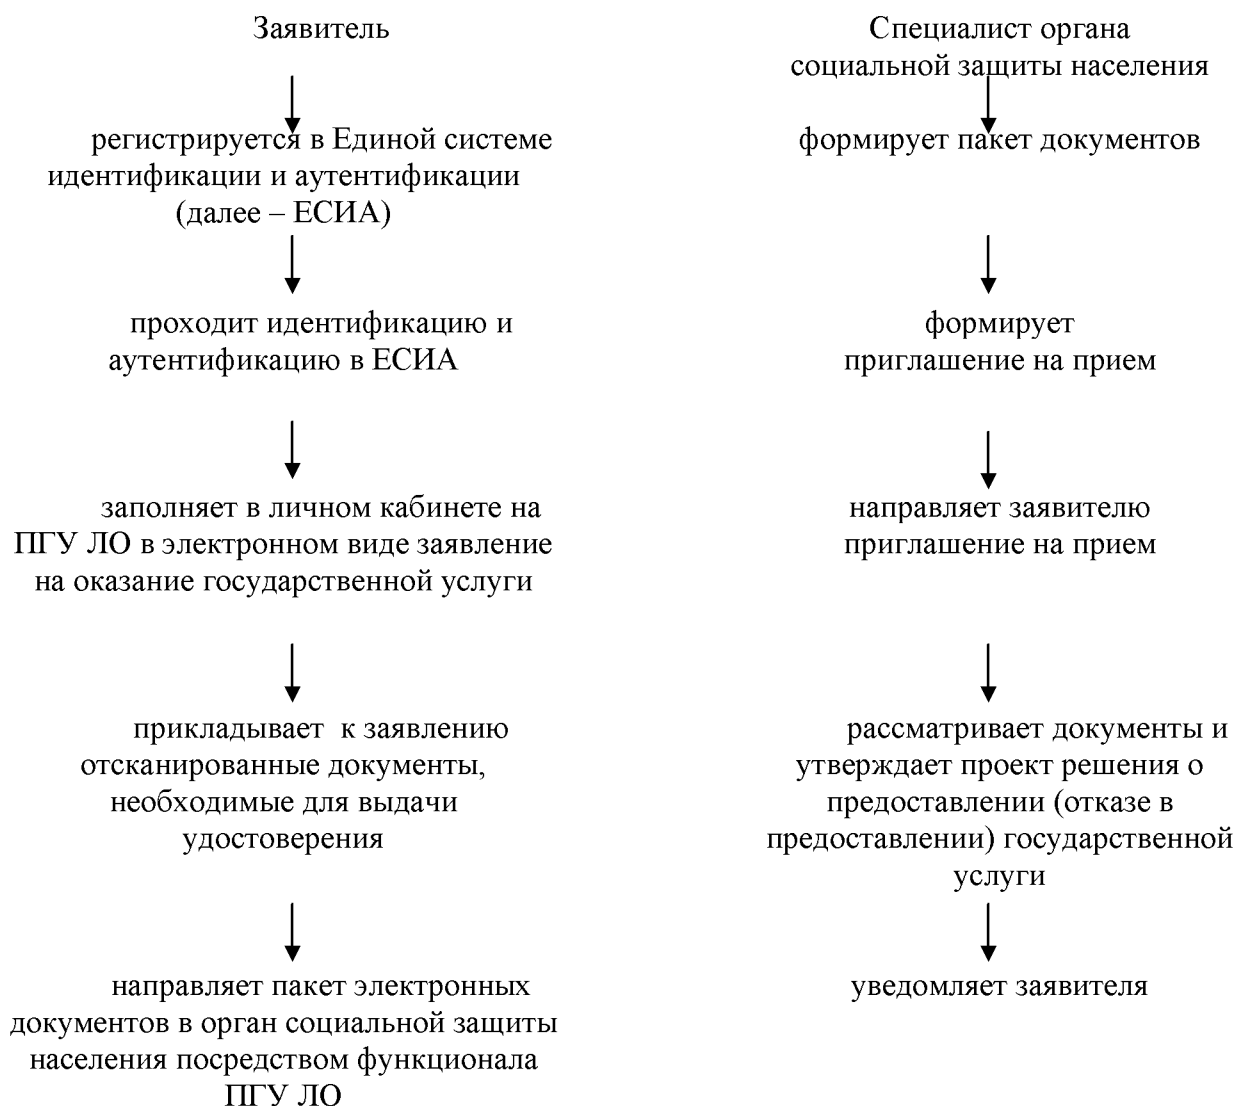 Заявитель
регистрируется в Единой системе
идентификации и аутентификации
(далее – ЕСИА)
проходит идентификацию и
аутентификацию в ЕСИА
заполняет в личном кабинете на
ПГУ ЛО в электронном виде заявление
на оказание государственной услуги
прикладывает к заявлению
отсканированные документы,
необходимые для выдачи
удостоверения
направляет пакет электронных
документов в орган социальной защиты
населения посредством функционала
ПГУ ЛО
Специалист органа
социальной защиты населения
формирует пакет документов
формирует
приглашение на прием
направляет заявителю
приглашение на прием
рассматривает документы и
утверждает проект решения о
предоставлении (отказе в
предоставлении) государственной
услуги
уведомляет заявителя